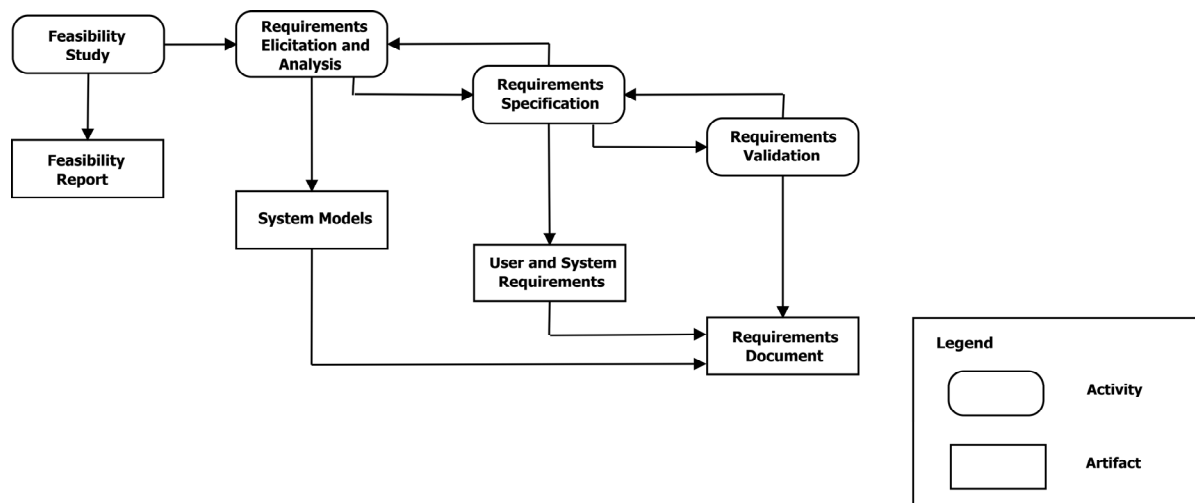 Feasibility
Study
Requirements
Elicitation and
Analysis
Requirements
Specification
Requirements
Validation
Feasibility
Report
System Models
User and System
Requirements
Requirements
Document
Legend
Activity
Artifact